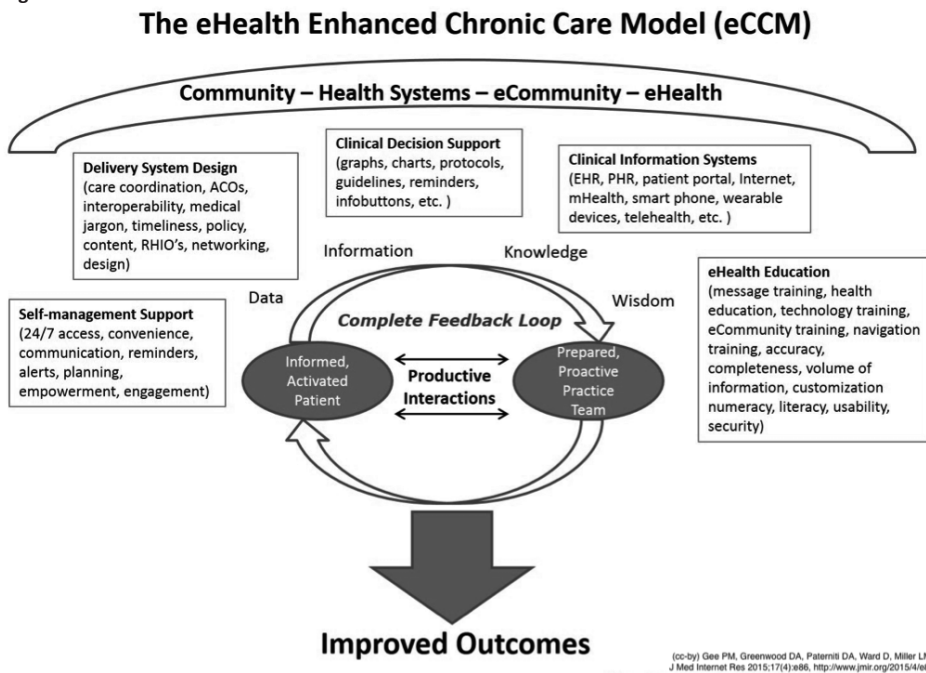 The eHealth Enhanced Chronic Care Model (eCCM)
Community – Health Systems – eCommunity – eHealth
Clinical Decision Support
(graphs, charts, protocols,
guidelines, reminders,
infobuttons, etc. )
Delivery System Design
(care coordination, ACOs,
interoperability, medical
jargon, timeliness, policy,
content, RHIO's, networking,
design)
Clinical Information Systems
(EHR, PHR, patient portal, Internet,
mHealth, smart phone, wearable
devices, telehealth, etc. )
Information
Knowledge
Data
Wisdom
Self-management Support
(24/7 access, convenience,
communication, reminders,
alerts, planning,
empowerment, engagement)
eHealth Education
(message training, health
education, technology training,
eCommunity training, navigation
training, accuracy,
completeness, volume of
information, customization
numeracy, literacy, usability,
security)
Complete Feedback Loop
Informed,
Activated
Patient
Productive
Interactions
Prepared,
Proactive
Practice
Team
Improved Outcomes
(cc-by) Gee PM, Greenwood DA, Paterniti DA, Ward D, Miller
J Med Internet Res 2015;17(4):e86, http://www.jmir.org/2015/4/